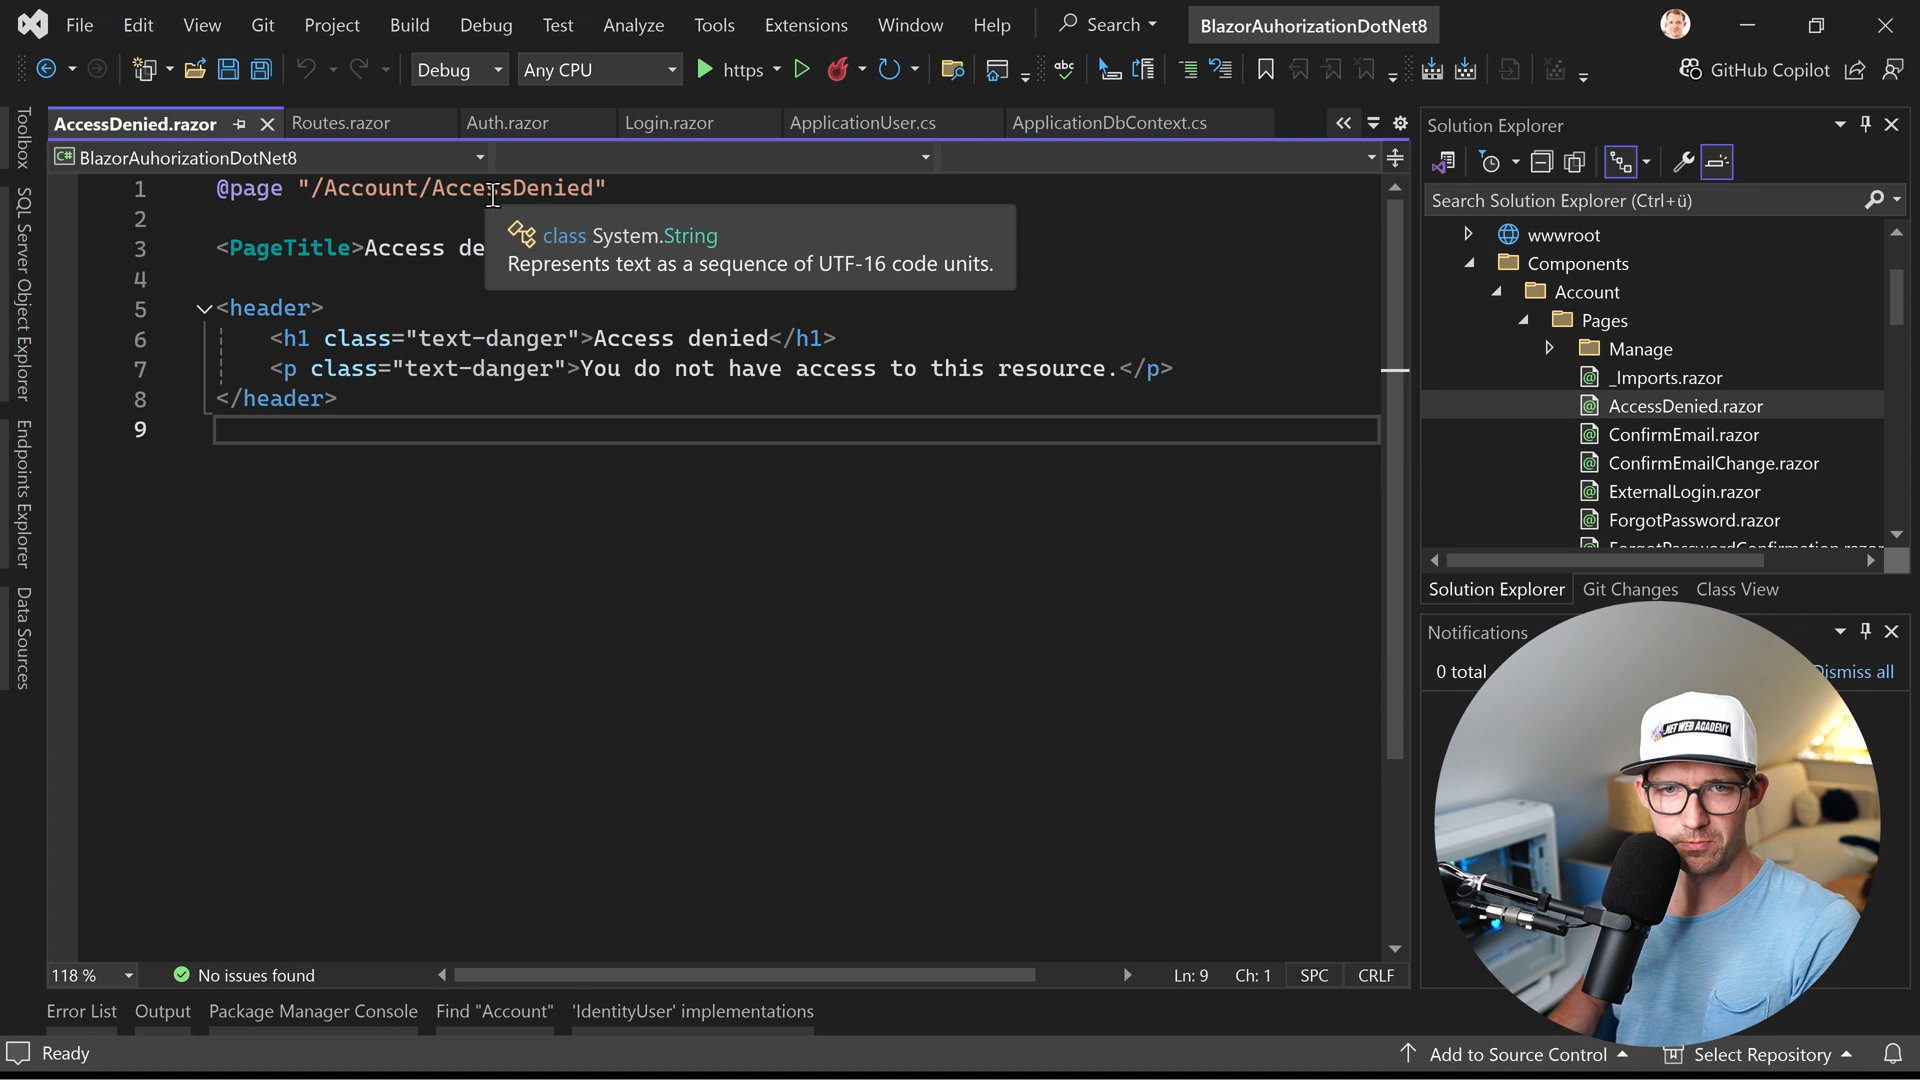 File Edit View Git Project Build Debug Test Analyze Tools Extensions Window Help Search BlazorAuhorizationDotNet8
Debug Any CPU https abc GitHub Copilot
AccessDenied.razor Routes.razor Auth.razor Login.razor ApplicationUser.cs ApplicationDbContext.cs
C# BlazorAuhorizationDotNet8
1 @page "/Account/AccessDenied"
2
3 <PageTitle>Access de
4
5 <header>
6 <h1 class="text-danger">Access denied</h1>
7 <p class="text-danger">You do not have access to this resource.</p>
8 </header>
9
class System.String
Represents text as a sequence of UTF-16 code units.
Toolbox
SQL Server Object Explorer
Endpoints Explorer
Data Sources
Solution Explorer
Search Solution Explorer (Ctrl+ü)
wwwroot
Components
Account
Pages
Manage
_Imports.razor
AccessDenied.razor
ConfirmEmail.razor
ConfirmEmailChange.razor
ExternalLogin.razor
ForgotPassword.razor
ForgotPasswordConfirmation.razor
Solution Explorer Git Changes Class View
Notifications
0 total Dismiss all
.NET WEB ACADEMY
118 % No issues found Ln: 9 Ch: 1 SPC CRLF
Error List Output Package Manager Console Find "Account" 'IdentityUser' implementations
Ready Add to Source Control Select Repository